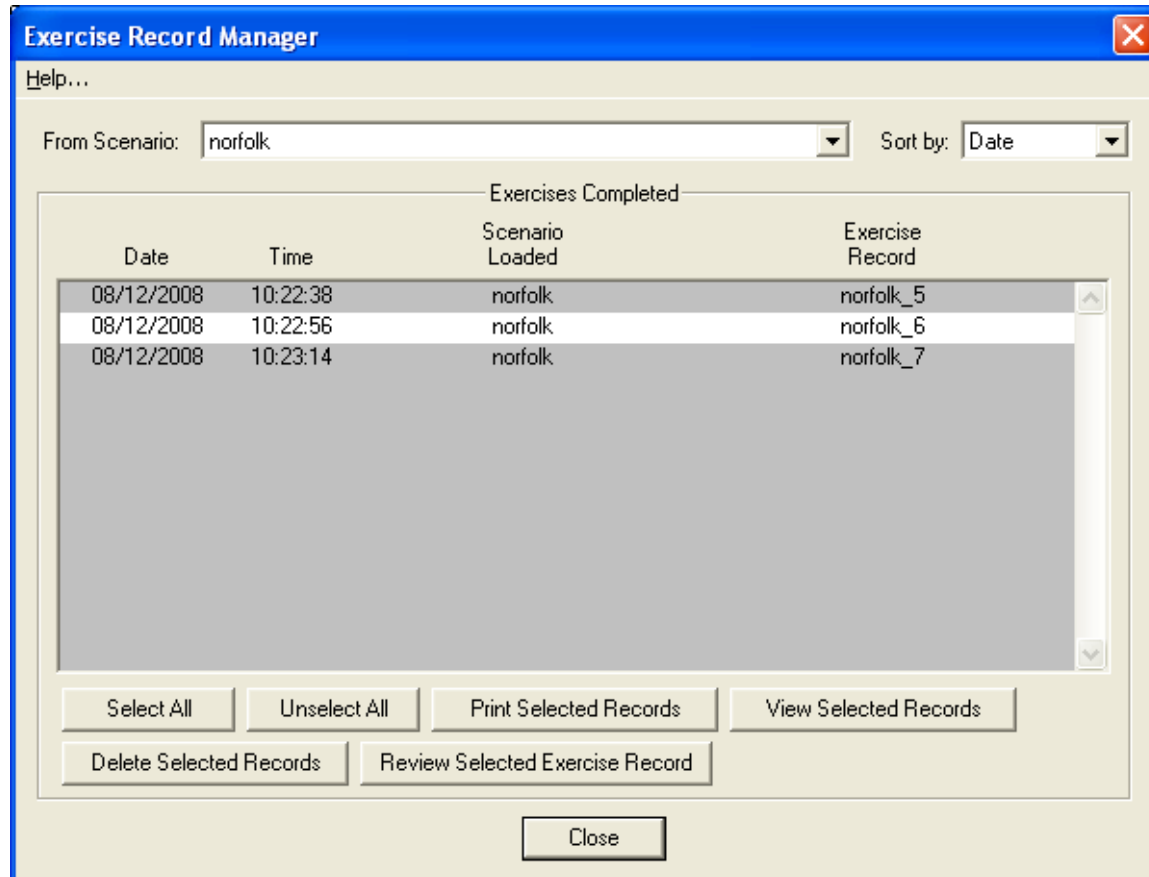 Exercise Record Manager
Help...
From Scenario: norfolk Sort by: Date
Exercises Completed
Date Time Scenario Loaded Exercise Record
08/12/2008 10:22:38 norfolk norfolk_5
08/12/2008 10:22:56 norfolk norfolk_6
08/12/2008 10:23:14 norfolk norfolk_7
Select All Unselect All Print Selected Records View Selected Records
Delete Selected Records Review Selected Exercise Record
Close